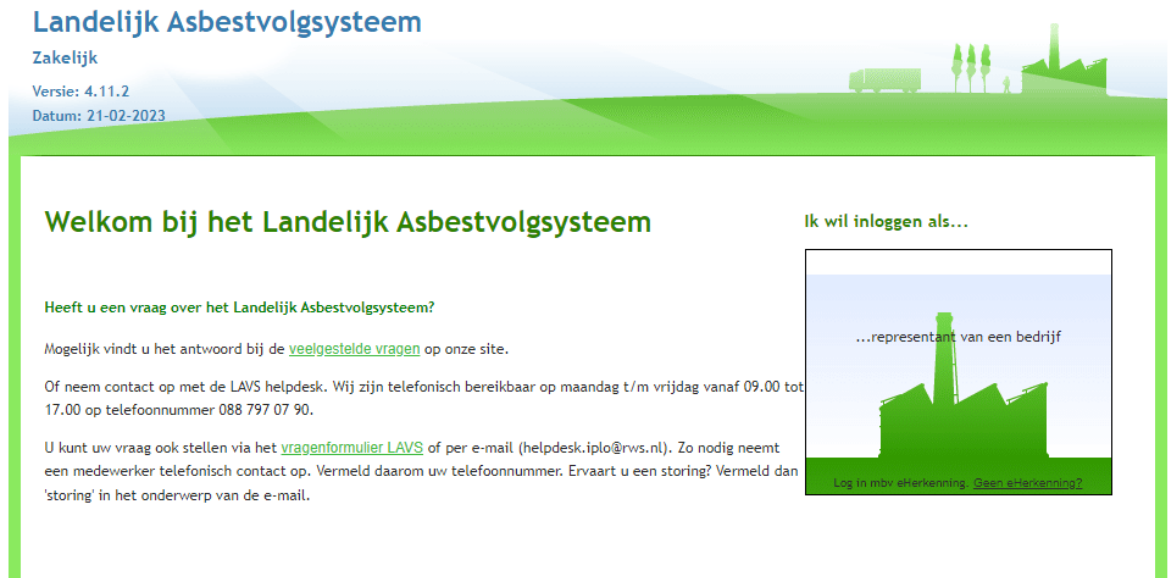 Landelijk Asbestvolgsysteem
Zakelijk
Versie: 4.11.2
Datum: 21-02-2023
Welkom bij het Landelijk Asbestvolgsysteem
Heeft u een vraag over het Landelijk Asbestvolgsysteem?
Mogelijk vindt u het antwoord bij de veelgestelde vragen op onze site.
Of neem contact op met de LAVS helpdesk. Wij zijn telefonisch bereikbaar op maandag t/m vrijdag vanaf 09.00 tot
17.00 op telefoonnummer 088 797 07 90.
U kunt uw vraag ook stellen via het vragenformulier LAVS of per e-mail (helpdesk.iplo@rws.nl). Zo nodig neemt
een medewerker telefonisch contact op. Vermeld daarom uw telefoonnummer. Ervaart u een storing? Vermeld dan
'storing' in het onderwerp van de e-mail.
Ik wil inloggen als...
...representant van een bedrijf
Log in mbv eHerkenning. Geen eHerkenning?